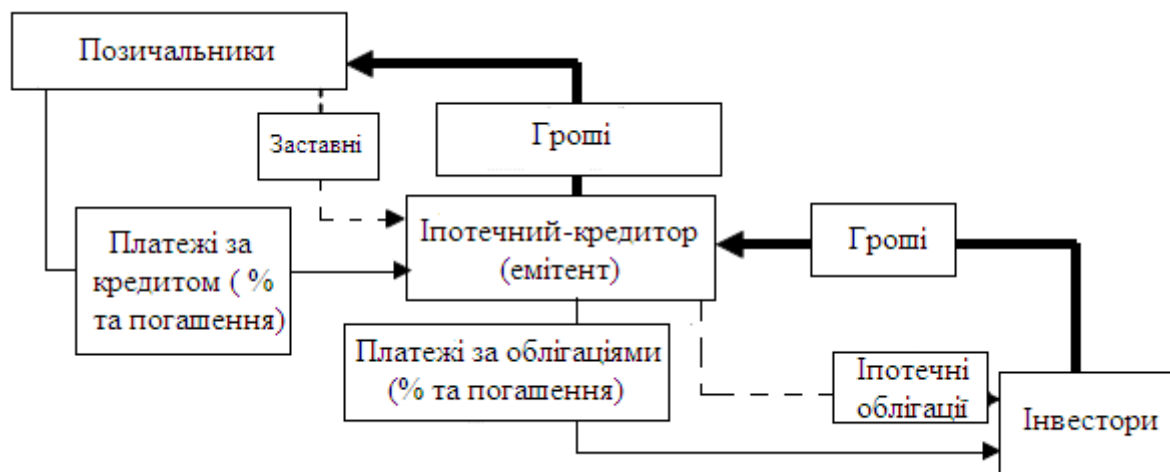 Позичальники
Заставні
Гроші
Платежі за
кредитом ( %
та погашення)
Іпотечний-кредитор
(емітент)
Гроші
Платежі за облігаціями
(% та погашення)
Іпотечні
облігації
Інвестори